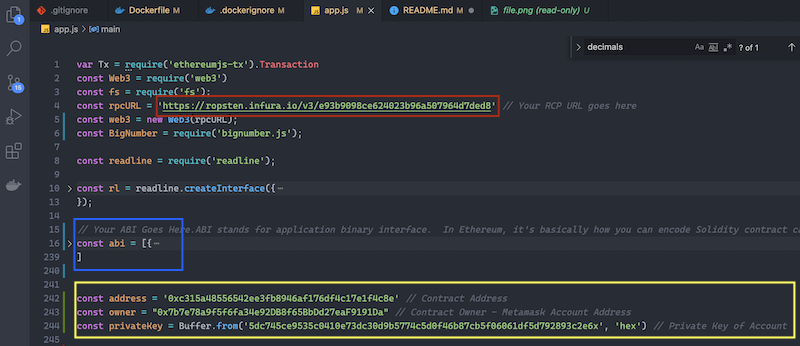 .gitignore
Dockerfile M
.dockerignore M
app.js M ×
README.md M
file.png (read-only) U
1
15
app.js > main
decimals Aa Ab .* ? of 1
1 var Tx = require('ethereumjs-tx').Transaction
2 const Web3 = require('web3')
3 const fs = require('fs');
4 const rpcURL = 'https://ropsten.infura.io/v3/e93b9098ce624023b96a507964d7ded8' // Your RCP URL goes here
5 const web3 = new Web3(rpcURL);
6 const BigNumber = require('bignumber.js');
7
8 const readline = require('readline');
9
10 > const rl = readline.createInterface({ ⋯
13 });
14
15 // Your ABI Goes Here.ABI stands for application binary interface.  In Ethereum, it's basically how you can encode Solidity contract ca
16 > const abi = [{ ⋯
239 ]
240
241
242 const address = '0xc315a48556542ee3fb8946af176df4c17e1f4c8e' // Contract Address
243 const owner = "0x7b7e78a9f5f6fa34e92DB8f65BbDd27eaF9191Da" // Contract Owner - Metamask Account Address
244 const privateKey = Buffer.from('5dc745ce9535c0410e73dc30d9b5774c5d0f46b87cb5f06061df5d792893c2e6x', 'hex') // Private Key of Account
245